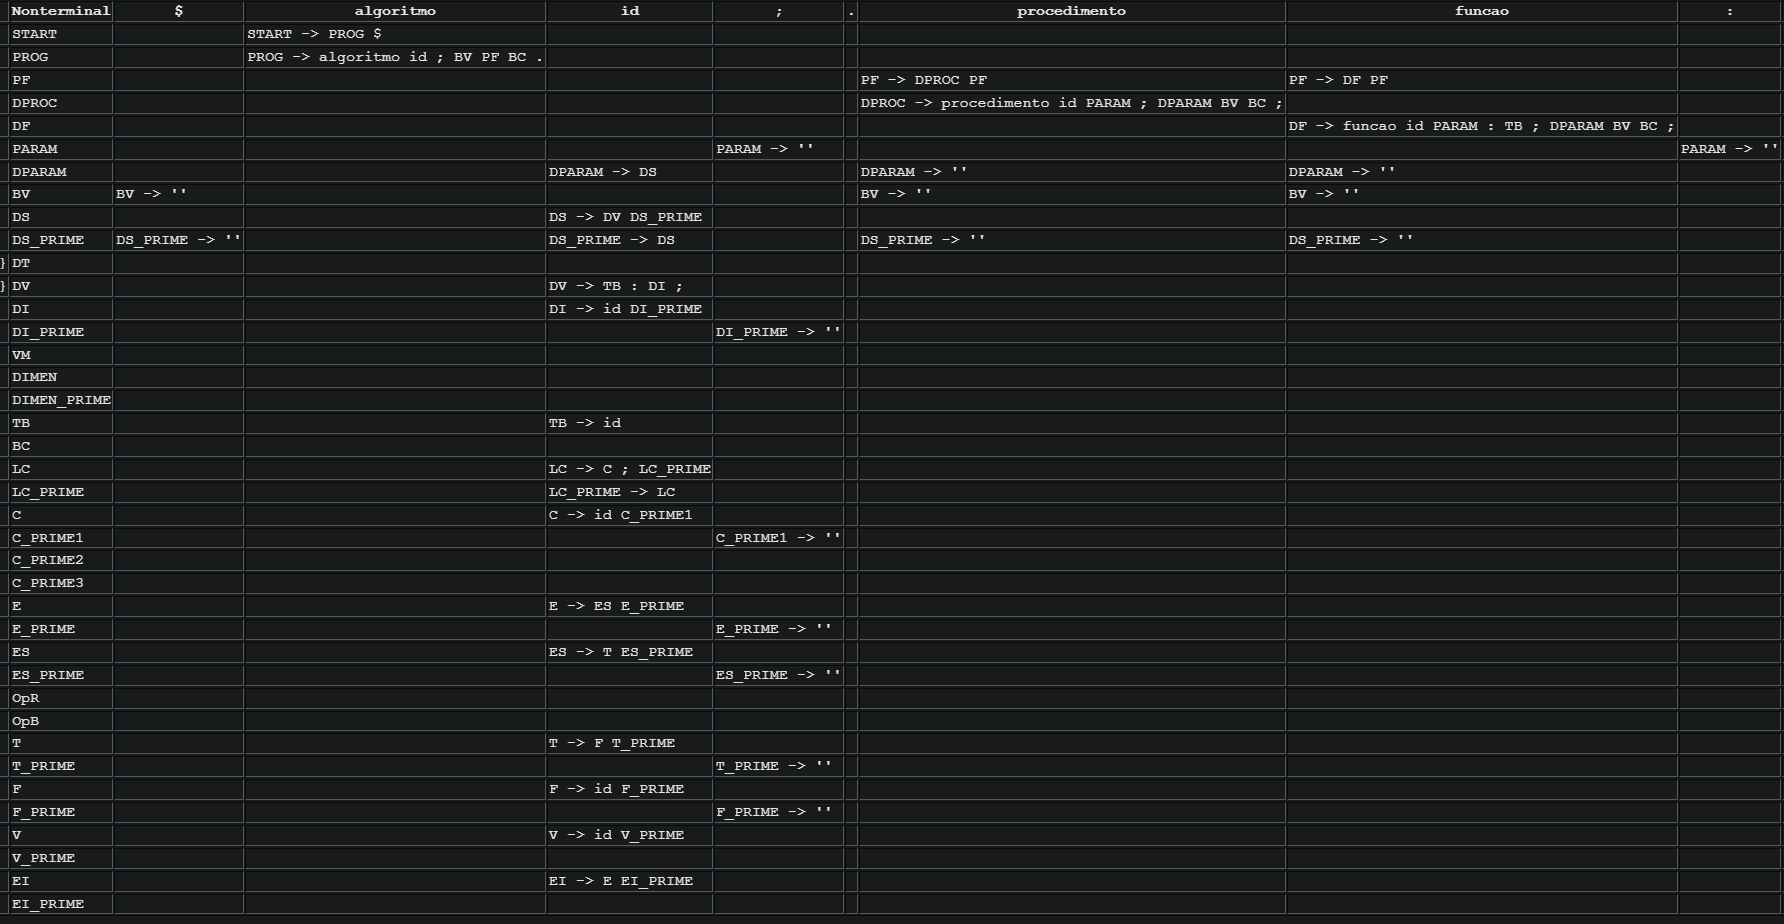 Nonterminal $ algoritmo id ; . procedimento funcao :
START START -> PROG $
PROG PROG -> algoritmo id ; BV PF BC .
PF PF -> DPROC PF PF -> DF PF
DPROC DPROC -> procedimento id PARAM ; DPARAM BV BC ;
DF DF -> funcao id PARAM : TB ; DPARAM BV BC ;
PARAM PARAM -> '' PARAM -> ''
DPARAM DPARAM -> DS DPARAM -> '' DPARAM -> ''
BV BV -> '' BV -> '' BV -> ''
DS DS -> DV DS_PRIME
DS_PRIME DS_PRIME -> '' DS_PRIME -> DS DS_PRIME -> '' DS_PRIME -> ''
} DT
} DV DV -> TB : DI ;
DI DI -> id DI_PRIME
DI_PRIME DI_PRIME -> ''
VM
DIMEN
DIMEN_PRIME
TB TB -> id
BC
LC LC -> C ; LC_PRIME
LC_PRIME LC_PRIME -> LC
C C -> id C_PRIME1
C_PRIME1 C_PRIME1 -> ''
C_PRIME2
C_PRIME3
E E -> ES E_PRIME
E_PRIME E_PRIME -> ''
ES ES -> T ES_PRIME
ES_PRIME ES_PRIME -> ''
OpR
OpB
T T -> F T_PRIME
T_PRIME T_PRIME -> ''
F F -> id F_PRIME
F_PRIME F_PRIME -> ''
V V -> id V_PRIME
V_PRIME
EI EI -> E EI_PRIME
EI_PRIME